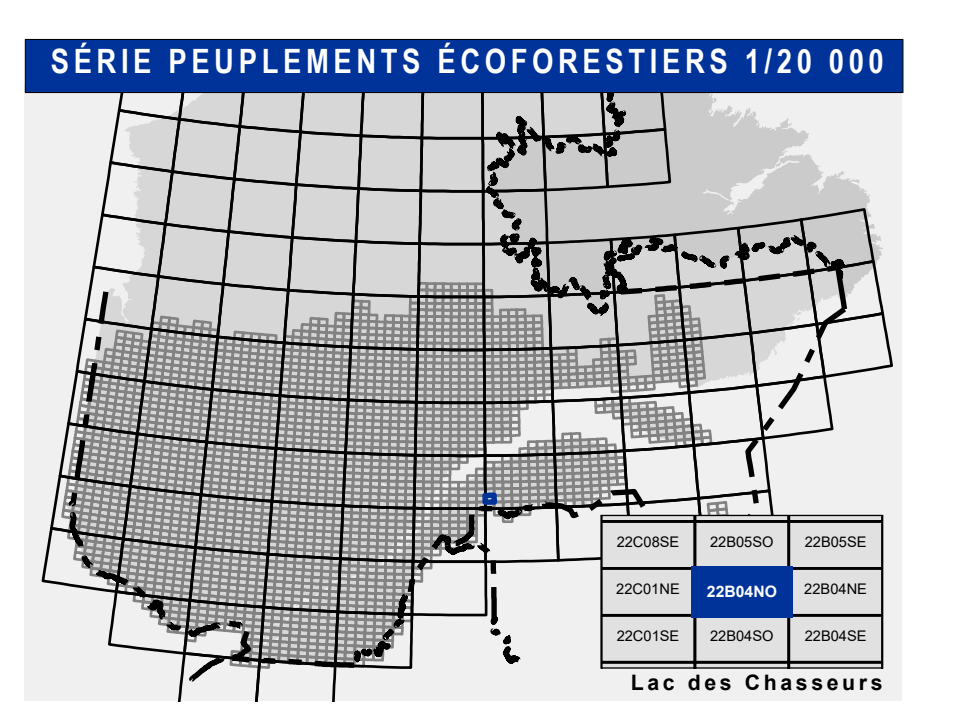 SÉRIE PEUPLEMENTS ÉCOFORESTIERS 1/20 000
22C08SE 22B05SO 22B05SE
22C01NE 22B04NO 22B04NE
22C01SE 22B04SO 22B04SE
Lac des Chasseurs